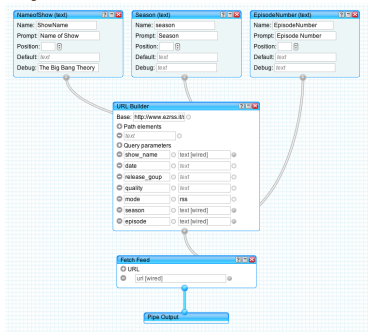 NameofShow (text)
Name: ShowName
Prompt: Name of Show
Position:
Default: text
Debug: The Big Bang Theory
Season (text)
Name: season
Prompt: Season
Position:
Default: text
Debug: text
EpisodeNumber (text)
Name: EpisodeNumber
Prompt: Episode Number
Position:
Default: text
Debug: text
URL Builder
Base: http://www.ezrss.it/
Path elements
text
Query parameters
show_name text [wired]
date text
release_goup text
quality text
mode rss
season text [wired]
episode text [wired]
Fetch Feed
URL
url [wired]
Pipe Output